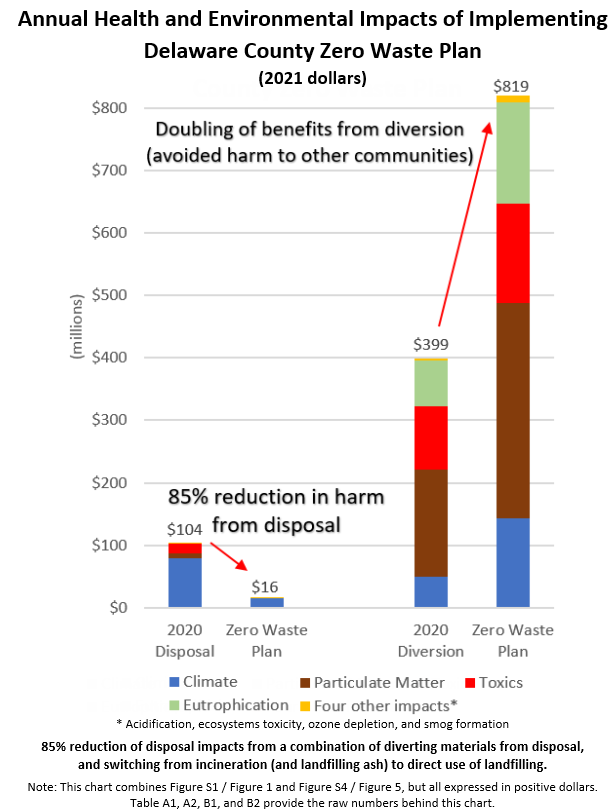 Annual Health and Environmental Impacts of Implementing
Delaware County Zero Waste Plan
(2021 dollars)
$819
$800
Doubling of benefits from diversion
(avoided harm to other communities)
$700
$600
$500
(millions)
$399
$400
$300
$200
85% reduction in harm
from disposal
$104
$100
$16
$0
2020 Disposal
Zero Waste Plan
2020 Diversion
Zero Waste Plan
Climate
Particulate Matter
Toxics
Eutrophication
Four other impacts*
* Acidification, ecosystems toxicity, ozone depletion, and smog formation
85% reduction of disposal impacts from a combination of diverting materials from disposal,
and switching from incineration (and landfilling ash) to direct use of landfilling.
Note: This chart combines Figure S1 / Figure 1 and Figure S4 / Figure 5, but all expressed in positive dollars.
Table A1, A2, B1, and B2 provide the raw numbers behind this chart.